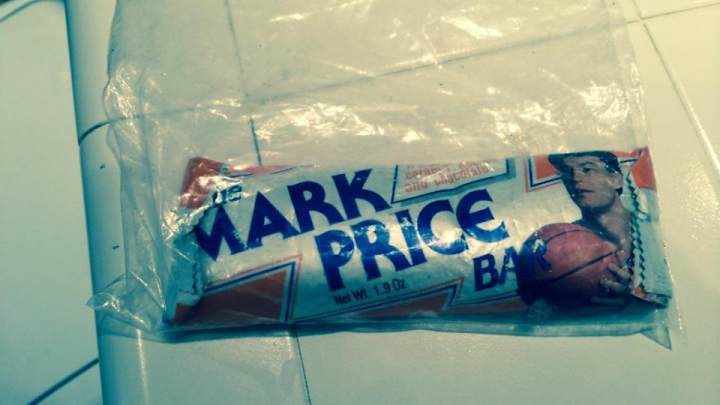 MARK
PRICE
BAR
and chocolate
Net Wt. 1.9 Oz